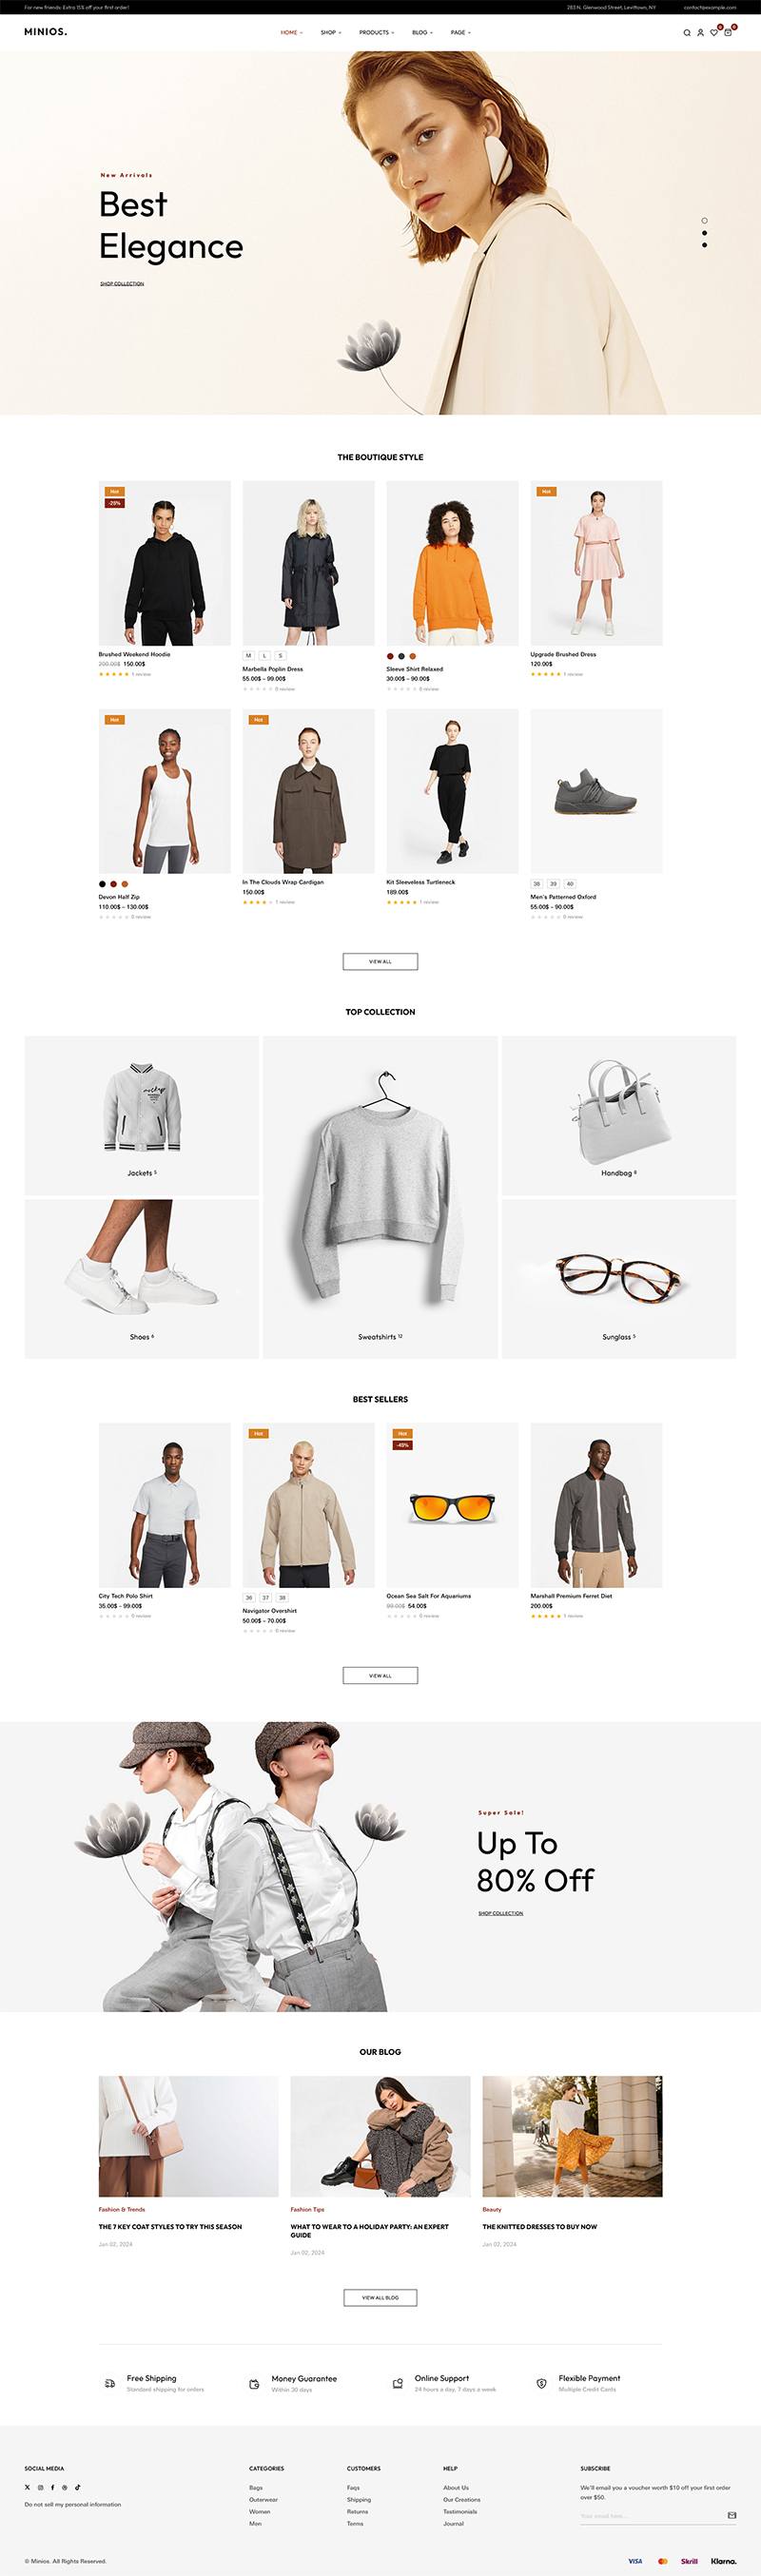 For new friends: Extra 15% off your first order!
283 N. Glenwood Street, Levittown, NY
contact@example.com
MINIOS.
HOME
SHOP
PRODUCTS
BLOG
PAGE
0
0
New Arrivals
Best
Elegance
SHOP COLLECTION
THE BOUTIQUE STYLE
Hot
-25%
Hot
Brushed Weekend Hoodie
200.00$ 150.00$
1 review
M L S
Marbella Poplin Dress
55.00$ – 99.00$
0 review
Sleeve Shirt Relaxed
30.00$ – 90.00$
0 review
Upgrade Brushed Dress
120.00$
1 review
Hot
Hot
Devon Half Zip
110.00$ – 130.00$
0 review
In The Clouds Wrap Cardigan
150.00$
1 review
Kit Sleeveless Turtleneck
189.00$
1 review
38 39 40
Men's Patterned Oxford
55.00$ – 90.00$
0 review
VIEW ALL
TOP COLLECTION
Jackets 5
Shoes 6
Sweatshirts 12
Handbag 8
Sunglass 5
BEST SELLERS
Hot
Hot
City Tech Polo Shirt
35.00$ – 99.00$
0 review
36 37 38
Navigator Overshirt
50.00$ – 70.00$
0 review
Ocean Sea Salt For Aquariums
54.00$
0 review
Marshall Premium Ferret Diet
1 review
VIEW ALL
Super Sale!
Up To
80% Off
SHOP COLLECTION
OUR BLOG
Fashion & Trends
THE 7 KEY COAT STYLES TO TRY THIS SEASON
Jan 02, 2024
Fashion Tips
WHAT TO WEAR TO A HOLIDAY PARTY: AN EXPERT
GUIDE
Jan 02, 2024
Beauty
THE KNITTED DRESSES TO BUY NOW
Jan 02, 2024
VIEW ALL BLOG
Free Shipping
Standard shipping for orders
Money Guarantee
Within 30 days
Online Support
24 hours a day, 7 days a week
Flexible Payment
Multiple Credit Cards
SOCIAL MEDIA
Do not sell my personal information
CATEGORIES
Bags
Outerwear
Women
Men
CUSTOMERS
Faqs
Shipping
Returns
Terms
HELP
About Us
Our Creations
Testimonials
Journal
SUBSCRIBE
We'll email you a voucher worth $10 off your first order
over $50.
Your email here...
© Minios. All Rights Reserved.
VISA
Skrill
Klarna.